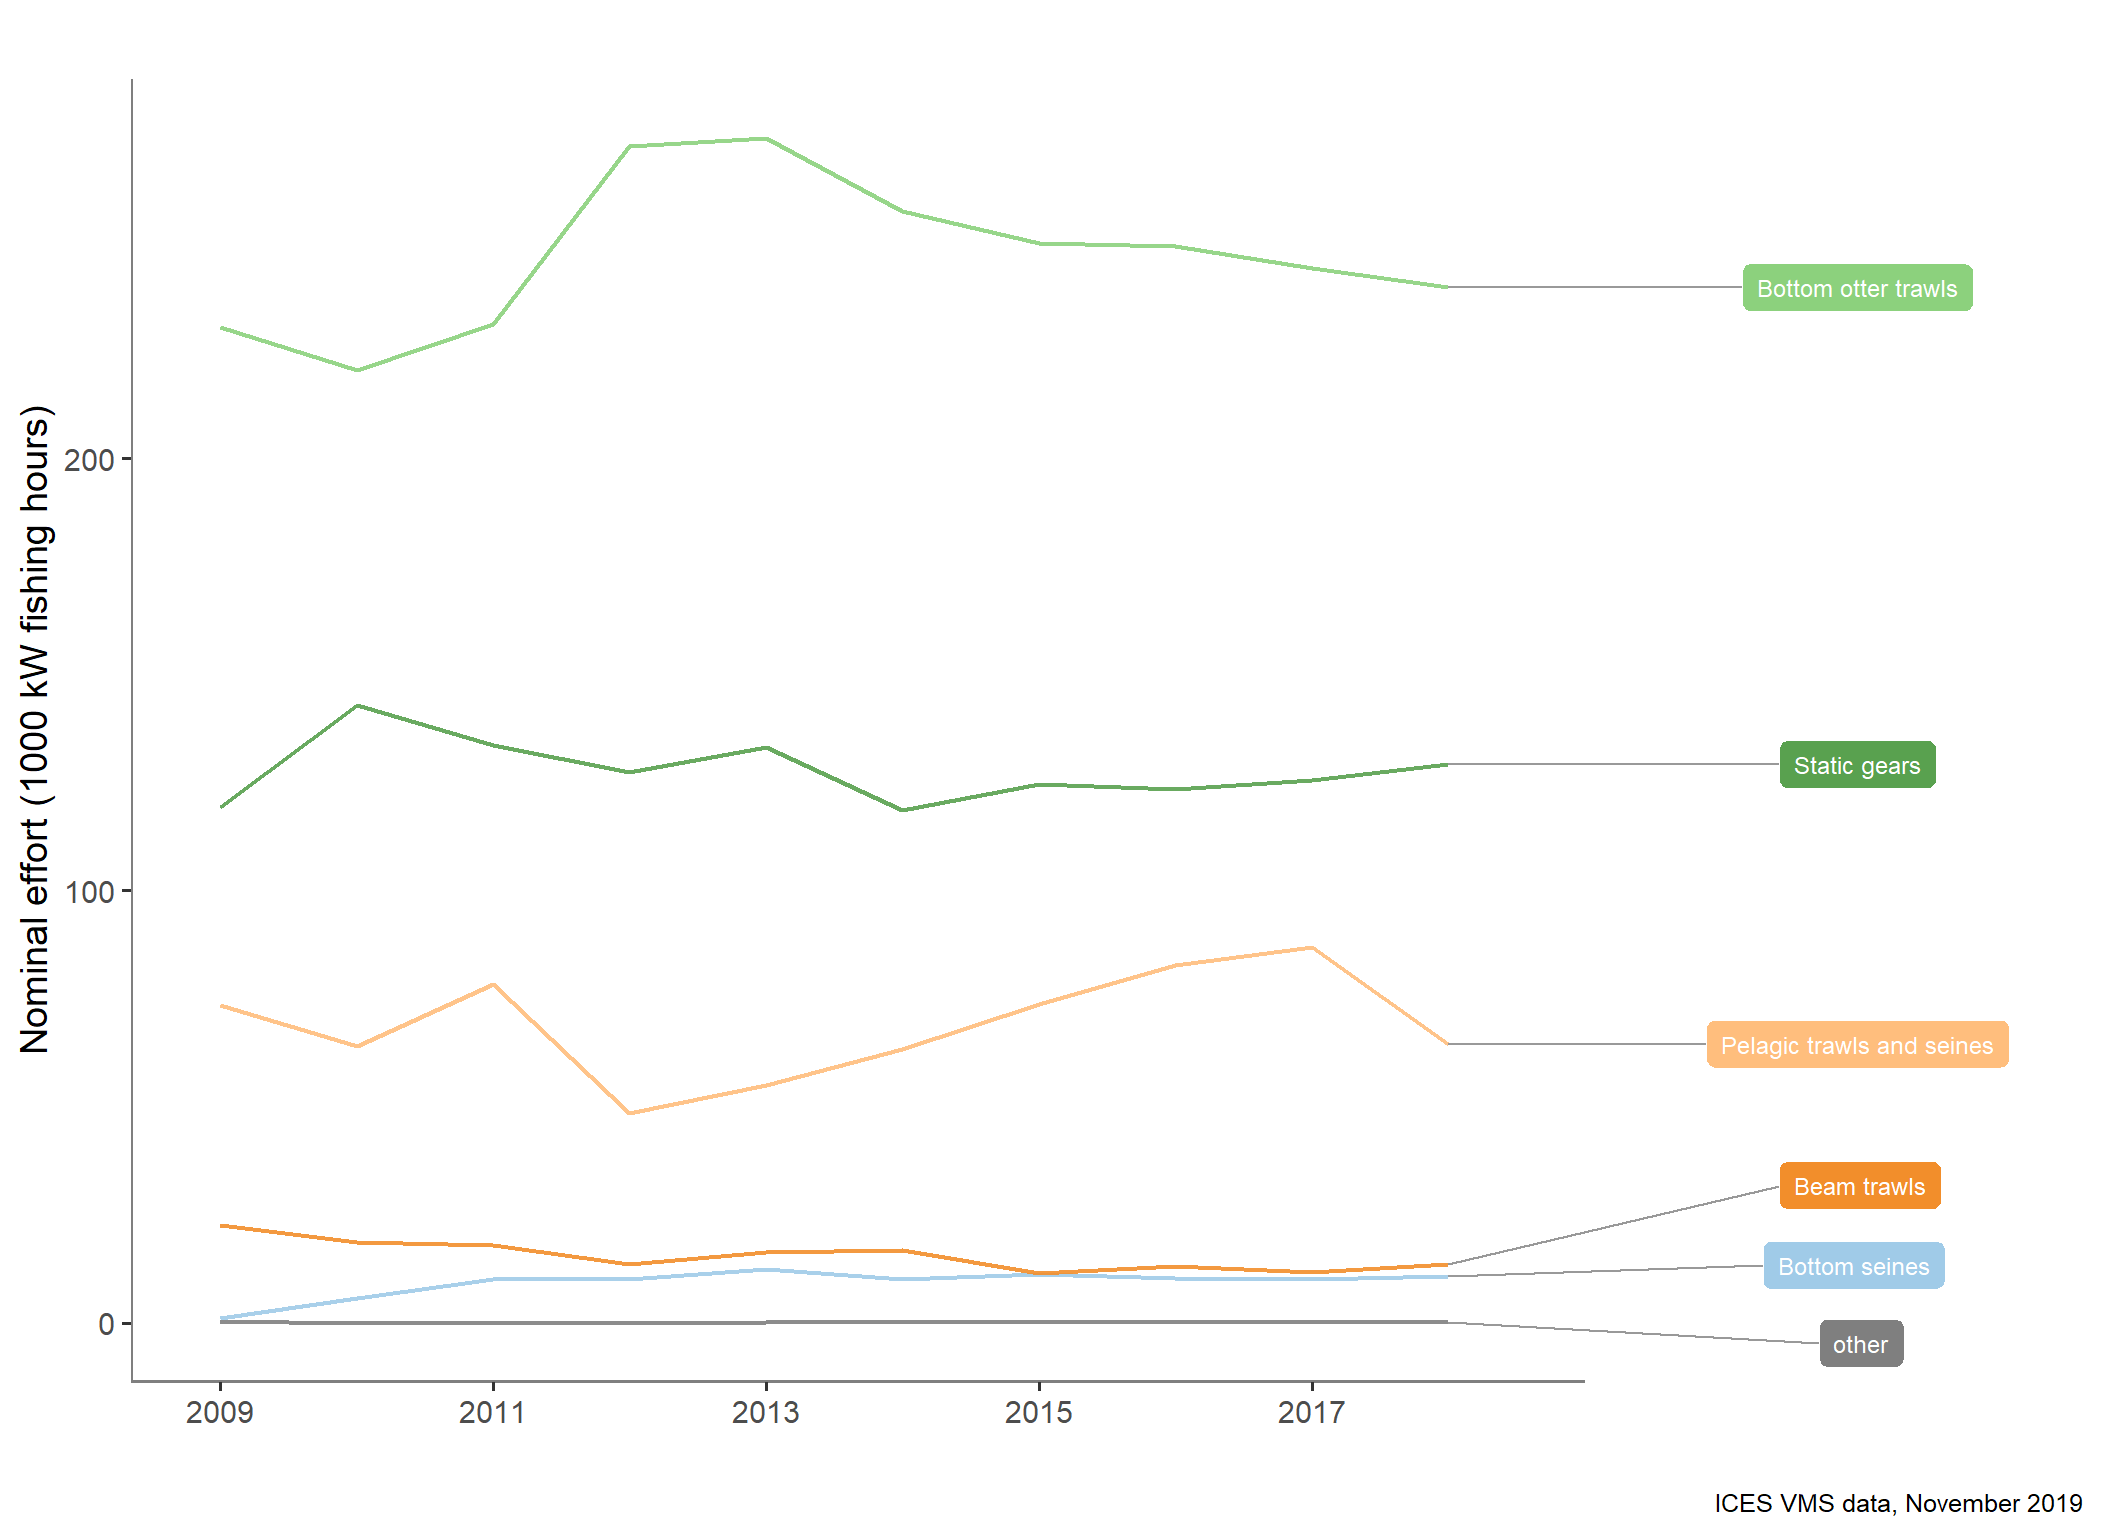 Nominal effort (1000 kW fishing hours)
200
100
0
2009
2011
2013
2015
2017
Bottom otter trawls
Static gears
Pelagic trawls and seines
Beam trawls
Bottom seines
other
ICES VMS data, November 2019